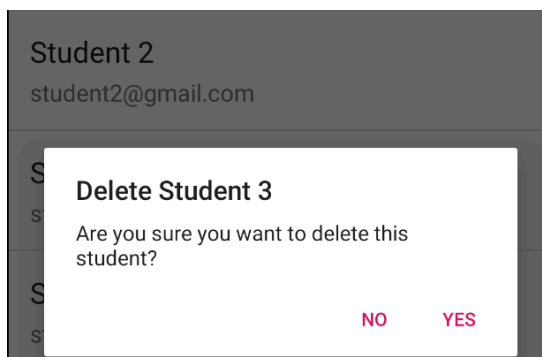 Student 2
student2@gmail.com
S
Delete Student 3
s
Are you sure you want to delete this
student?
S
NO YES
s